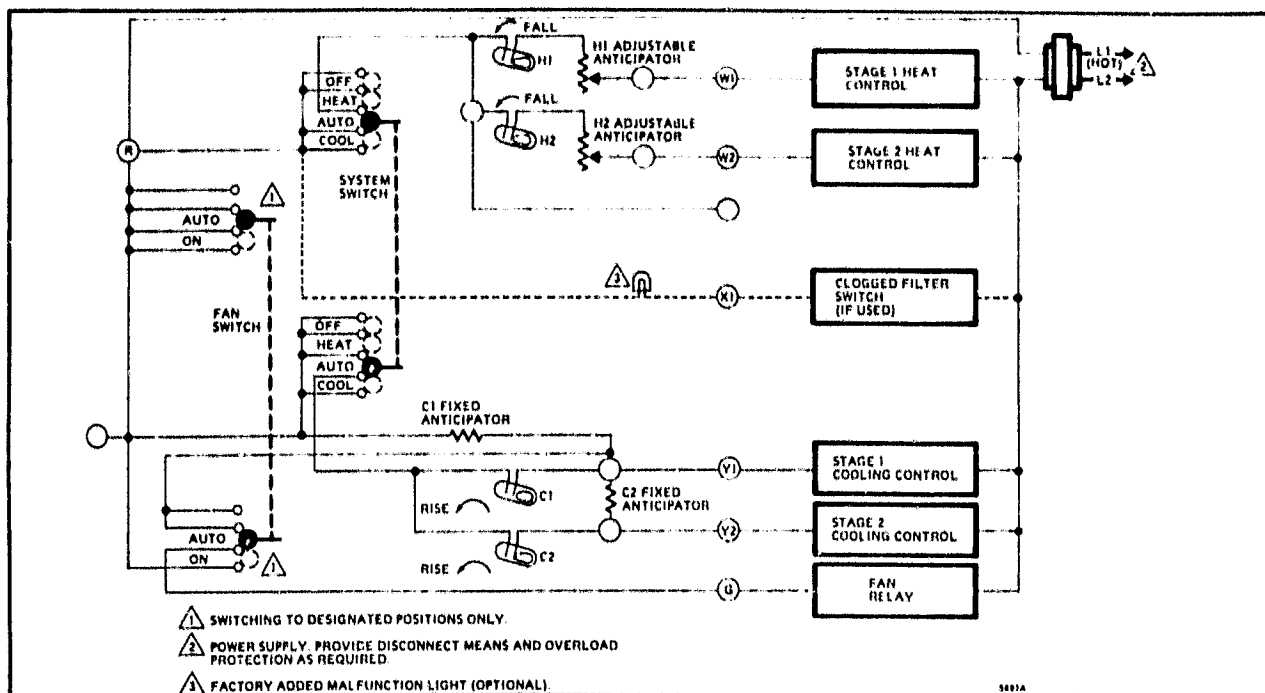 FALL
H1
H1 ADJUSTABLE
ANTICIPATOR
W1
STAGE 1 HEAT
CONTROL
L1
(HOT)
L2
2
OFF
HEAT
AUTO
COOL
FALL
H2
H2 ADJUSTABLE
ANTICIPATOR
W2
STAGE 2 HEAT
CONTROL
R
SYSTEM
SWITCH
1
AUTO
ON
FAN
SWITCH
3
X1
CLOGGED FILTER
SWITCH
(IF USED)
OFF
HEAT
AUTO
COOL
C1 FIXED
ANTICIPATOR
Y1
STAGE 1
COOLING CONTROL
C1
RISE
C2 FIXED
ANTICIPATOR
Y2
STAGE 2
COOLING CONTROL
C2
RISE
AUTO
ON
1
G
FAN
RELAY
1 SWITCHING TO DESIGNATED POSITIONS ONLY.
2 POWER SUPPLY. PROVIDE DISCONNECT MEANS AND OVERLOAD
PROTECTION AS REQUIRED.
3 FACTORY ADDED MALFUNCTION LIGHT (OPTIONAL).